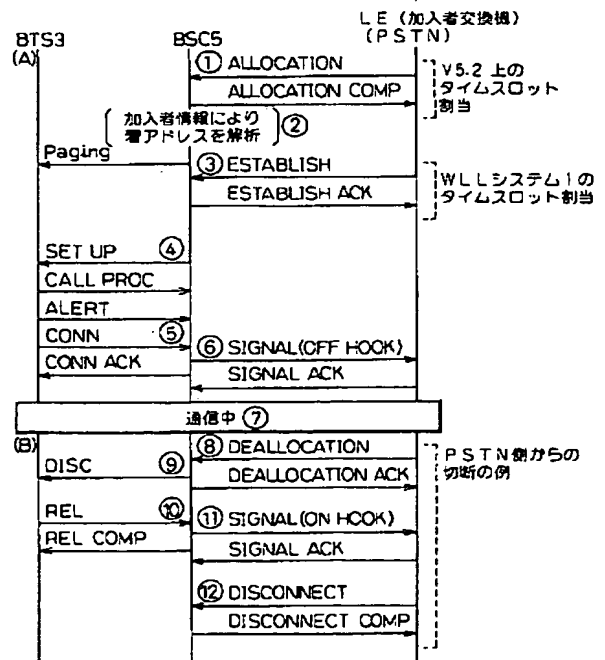 LE (加入者交換機)
BTS3 BSC5 (PSTN)
(A)
① ALLOCATION
ALLOCATION COMP
V5.2 上の
タイムスロット
割当
加入者情報により
着アドレスを解析 ②
Paging
③ ESTABLISH
ESTABLISH ACK
WLLシステム1の
タイムスロット割当
SET UP ④
CALL PROC
ALERT
CONN ⑤
⑥ SIGNAL(OFF HOOK)
CONN ACK
SIGNAL ACK
通信中 ⑦
(B)
⑧ DEALLOCATION
PSTN側からの
切断の例
DISC ⑨
DEALLOCATION ACK
REL ⑩
⑪ SIGNAL(ON HOOK)
REL COMP
SIGNAL ACK
⑫ DISCONNECT
DISCONNECT COMP